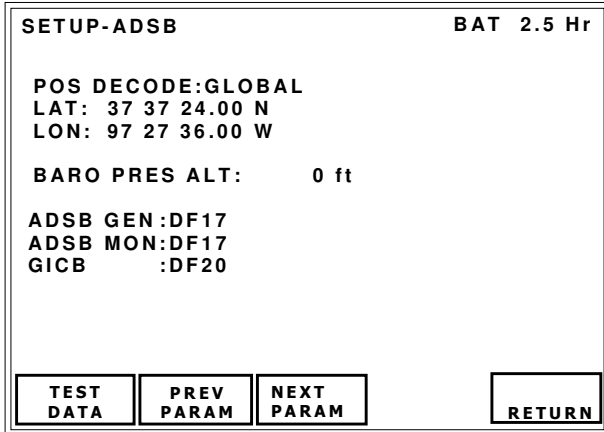 SETUP-ADSB BAT 2.5 Hr
POS DECODE:GLOBAL
LAT: 37 37 24.00 N
LON: 97 27 36.00 W
BARO PRES ALT: 0 ft
ADSB GEN:DF17
ADSB MON:DF17
GICB :DF20
TEST DATA
PREV PARAM
NEXT PARAM
RETURN